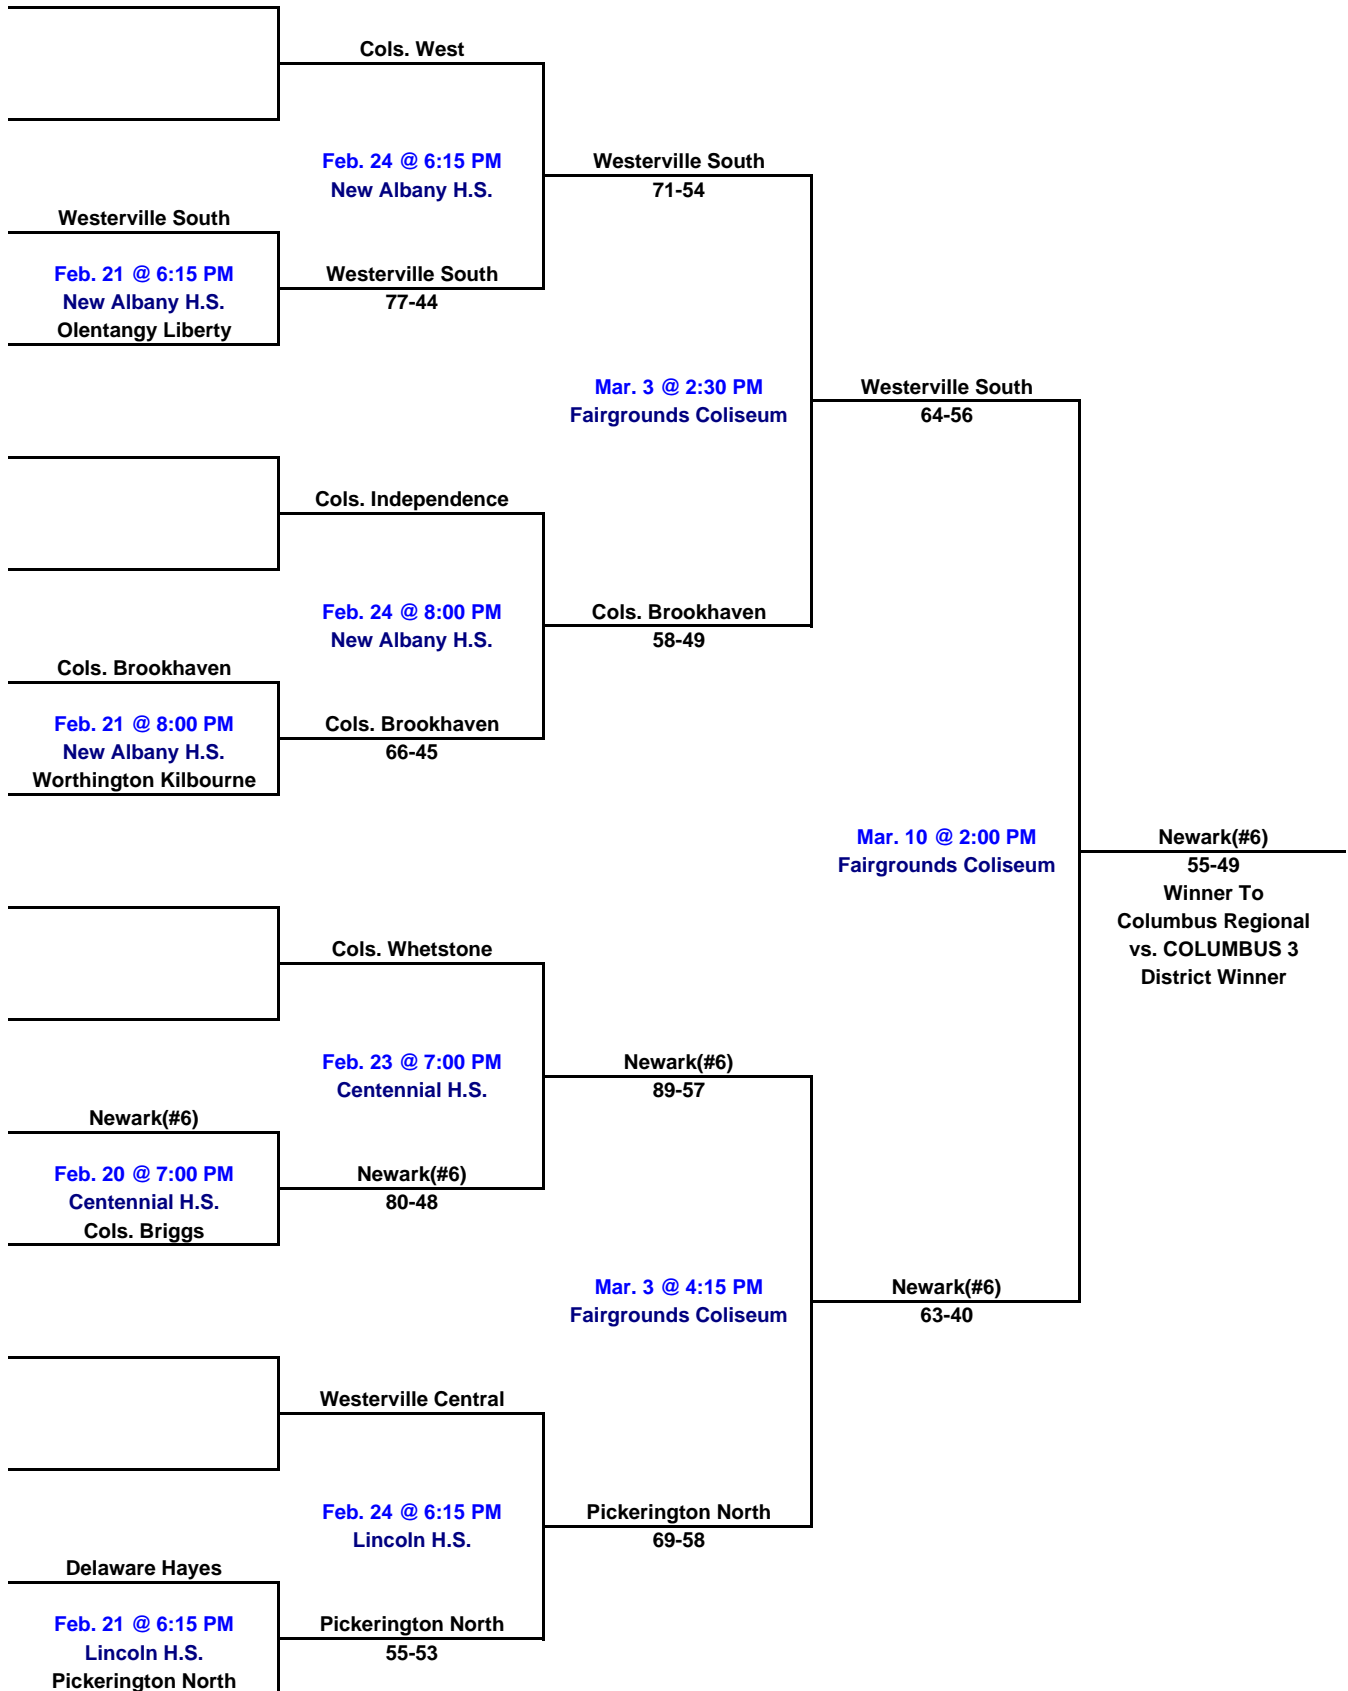 Cols. West
Feb. 24 @ 6:15 PM
New Albany H.S.
Westerville South
71-54
Westerville South
Feb. 21 @ 6:15 PM
New Albany H.S.
Olentangy Liberty
Westerville South
77-44
Mar. 3 @ 2:30 PM
Fairgrounds Coliseum
Westerville South
64-56
Cols. Independence
Feb. 24 @ 8:00 PM
New Albany H.S.
Cols. Brookhaven
58-49
Cols. Brookhaven
Feb. 21 @ 8:00 PM
New Albany H.S.
Worthington Kilbourne
Cols. Brookhaven
66-45
Mar. 10 @ 2:00 PM
Fairgrounds Coliseum
Newark(#6)
55-49
Winner To
Columbus Regional
vs. COLUMBUS 3
District Winner
Cols. Whetstone
Feb. 23 @ 7:00 PM
Centennial H.S.
Newark(#6)
89-57
Newark(#6)
Feb. 20 @ 7:00 PM
Centennial H.S.
Cols. Briggs
Newark(#6)
80-48
Mar. 3 @ 4:15 PM
Fairgrounds Coliseum
Newark(#6)
63-40
Westerville Central
Feb. 24 @ 6:15 PM
Lincoln H.S.
Pickerington North
69-58
Delaware Hayes
Feb. 21 @ 6:15 PM
Lincoln H.S.
Pickerington North
Pickerington North
55-53